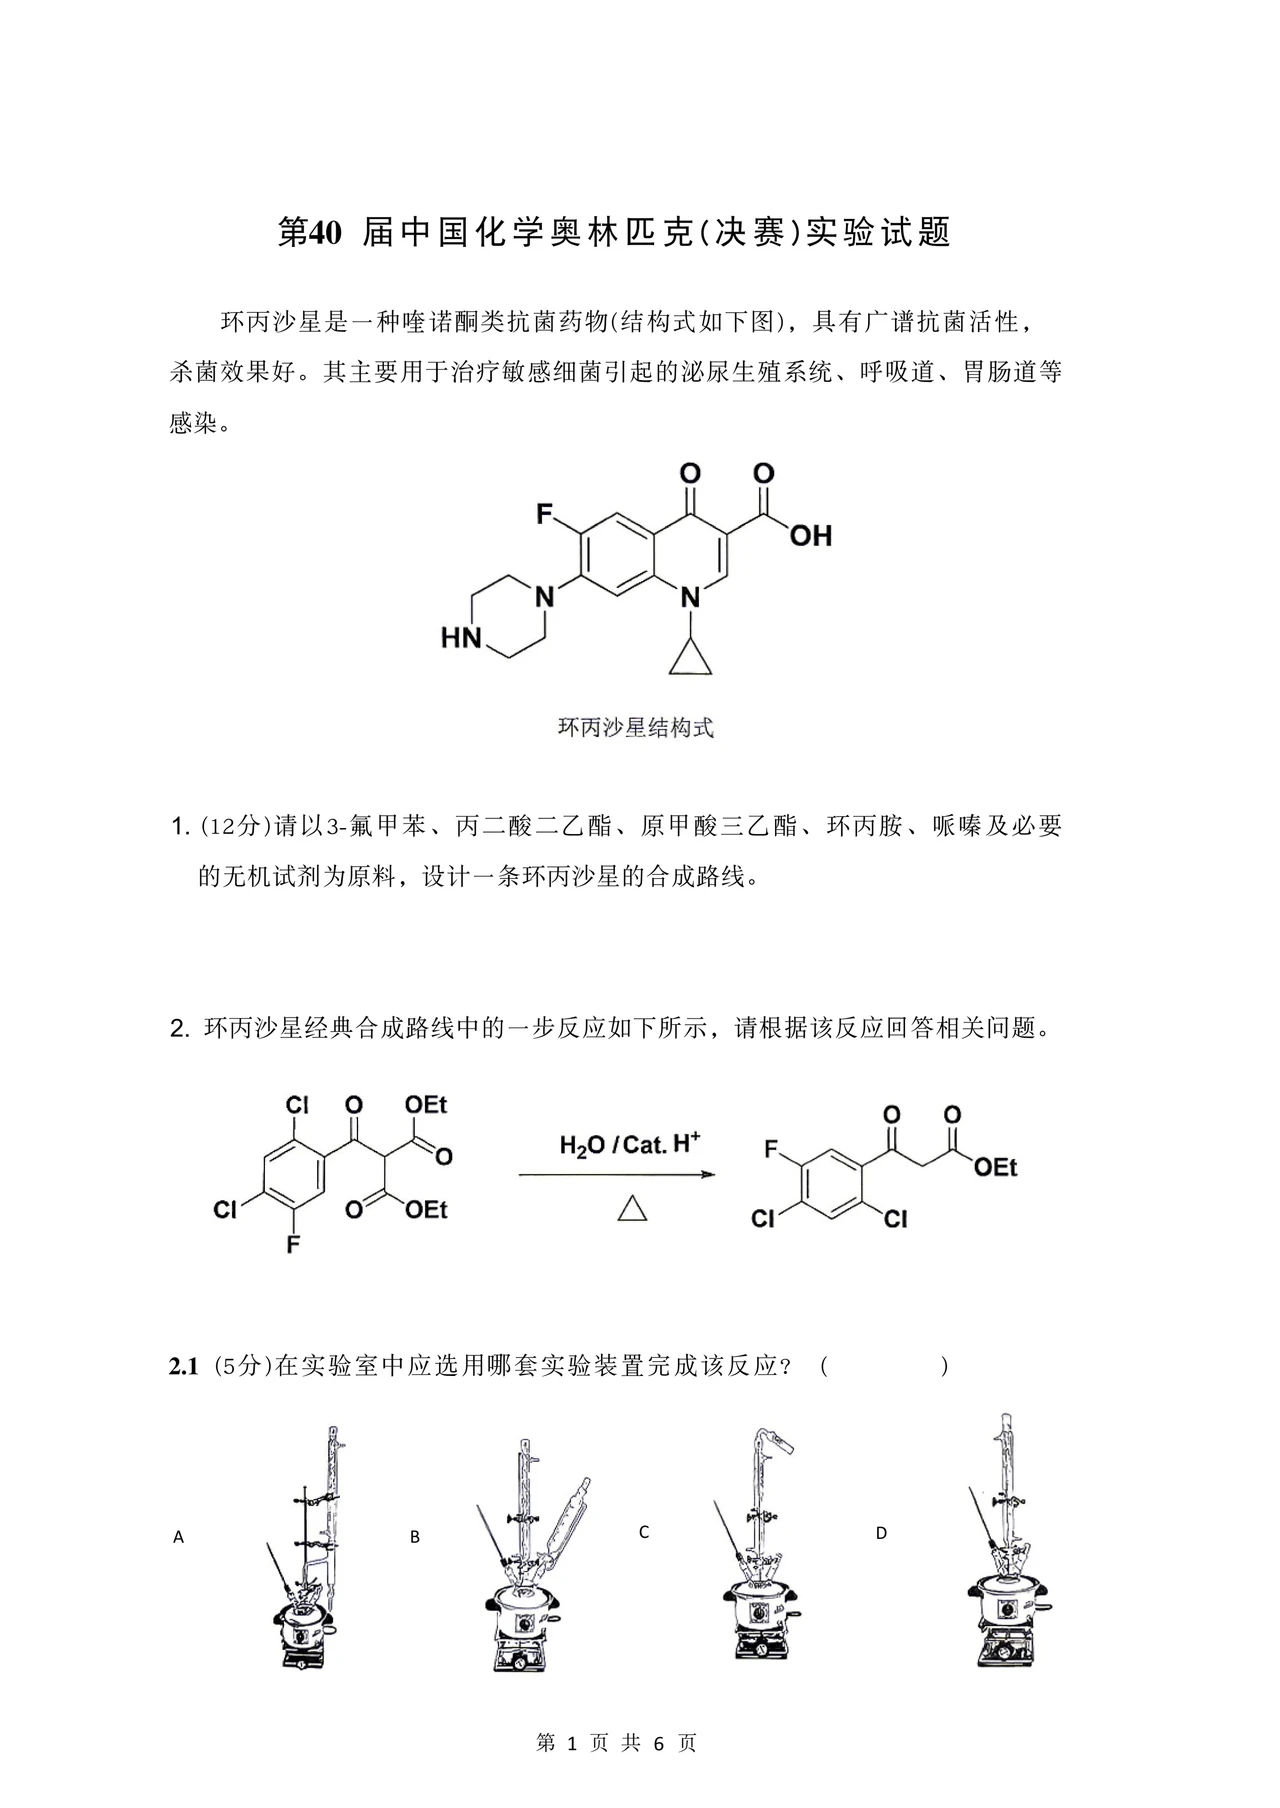 第40 届中国化学奥林匹克(决赛)实验试题
环丙沙星是一种喹诺酮类抗菌药物(结构式如下图)，具有广谱抗菌活性，
杀菌效果好。其主要用于治疗敏感细菌引起的泌尿生殖系统、呼吸道、胃肠道等
感染。
O O
F
OH
N N
HN
环丙沙星结构式
1. (12分)请以3-氟甲苯、丙二酸二乙酯、原甲酸三乙酯、环丙胺、哌嗪及必要
的无机试剂为原料，设计一条环丙沙星的合成路线。
2. 环丙沙星经典合成路线中的一步反应如下所示，请根据该反应回答相关问题。
Cl O OEt
O
Cl O OEt
F
H₂O / Cat. H⁺
△
O O
F
OEt
Cl Cl
2.1 (5分)在实验室中应选用哪套实验装置完成该反应? ( )
A B C D
第 1 页 共 6 页